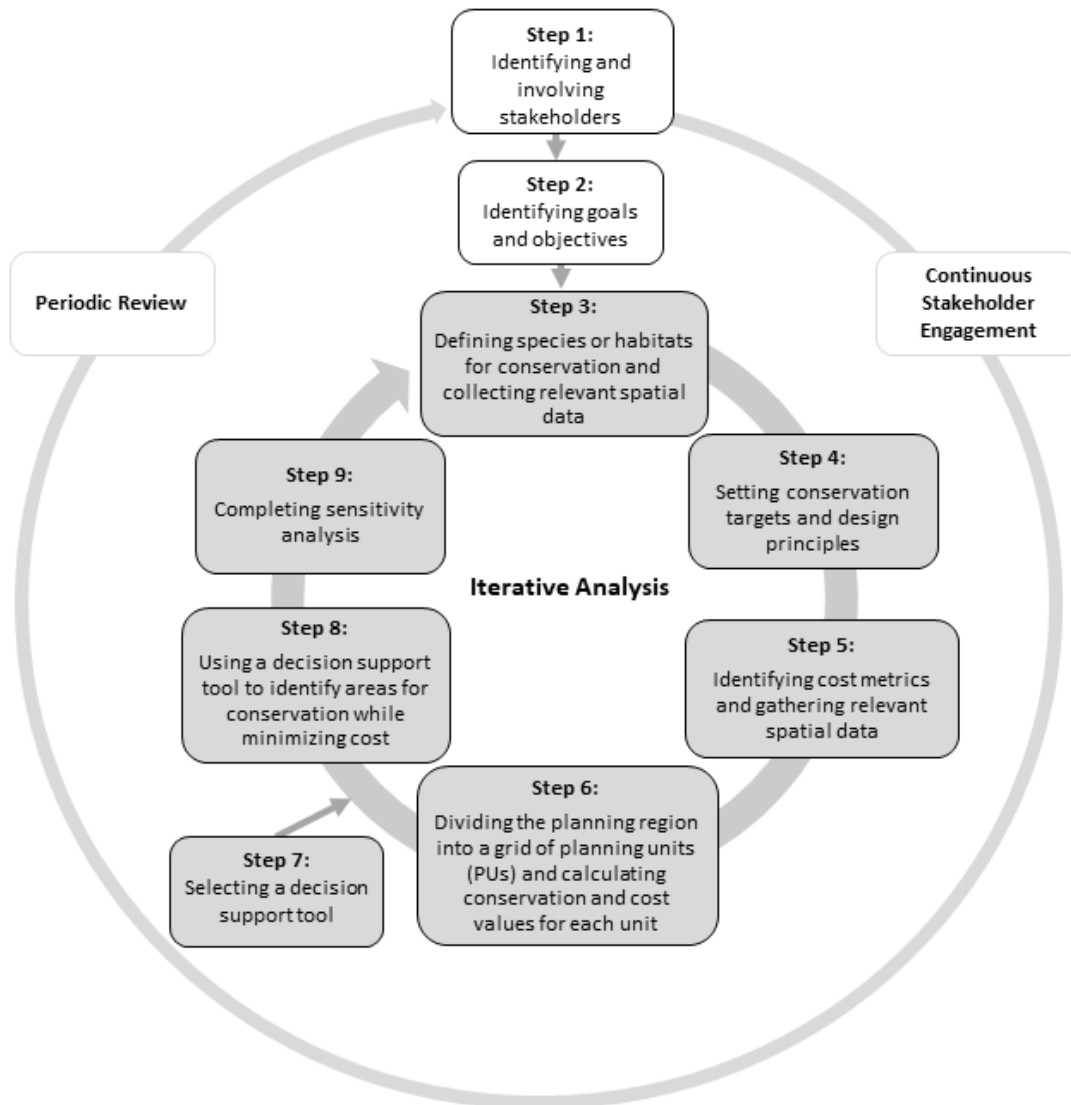 Step 1:
Identifying and
involving
stakeholders
Step 2:
Identifying goals
and objectives
Periodic Review
Continuous
Stakeholder
Engagement
Step 3:
Defining species or habitats
for conservation and
collecting relevant spatial
data
Step 4:
Setting conservation
targets and design
principles
Step 9:
Completing sensitivity
analysis
Iterative Analysis
Step 5:
Identifying cost metrics
and gathering relevant
spatial data
Step 8:
Using a decision support
tool to identify areas for
conservation while
minimizing cost
Step 6:
Dividing the planning region
into a grid of planning units
(PUs) and calculating
conservation and cost
values for each unit
Step 7:
Selecting a decision
support tool